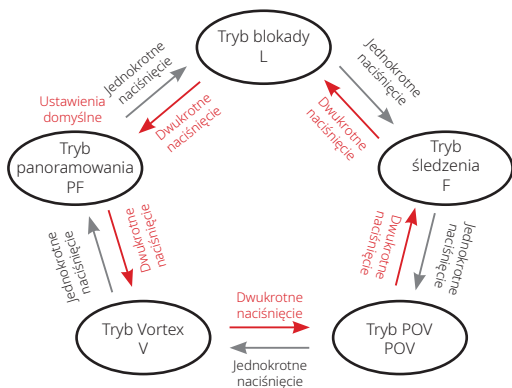 Tryb blokady
L
Jednokrotne
naciśnięcie
Dwukrotne
naciśnięcie
Jednokrotne
naciśnięcie
Dwukrotne
naciśnięcie
Ustawienia
domyślne
Tryb
panoramowania
PF
Tryb
śledzenia
F
Jednokrotne
naciśnięcie
Dwukrotne
naciśnięcie
Dwukrotne
naciśnięcie
Jednokrotne
naciśnięcie
Tryb Vortex
V
Dwukrotne
naciśnięcie
Jednokrotne
naciśnięcie
Tryb POV
POV